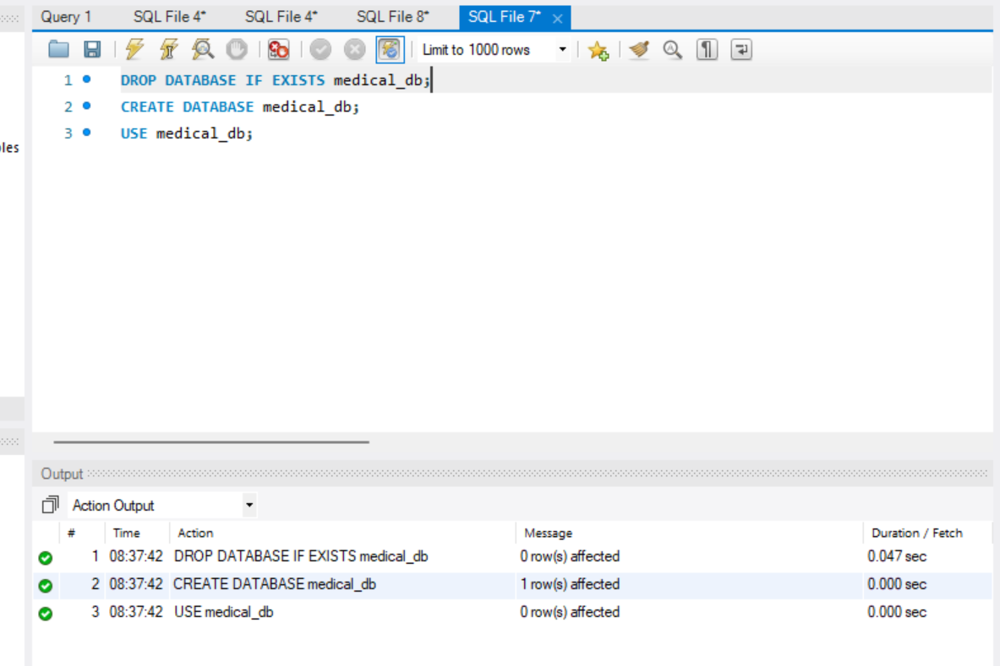 Query 1 SQL File 4* SQL File 4* SQL File 8* SQL File 7*
Limit to 1000 rows
1 DROP DATABASE IF EXISTS medical_db;
2 CREATE DATABASE medical_db;
3 USE medical_db;
Output
Action Output
# Time Action Message Duration / Fetch
1 08:37:42 DROP DATABASE IF EXISTS medical_db 0 row(s) affected 0.047 sec
2 08:37:42 CREATE DATABASE medical_db 1 row(s) affected 0.000 sec
3 08:37:42 USE medical_db 0 row(s) affected 0.000 sec